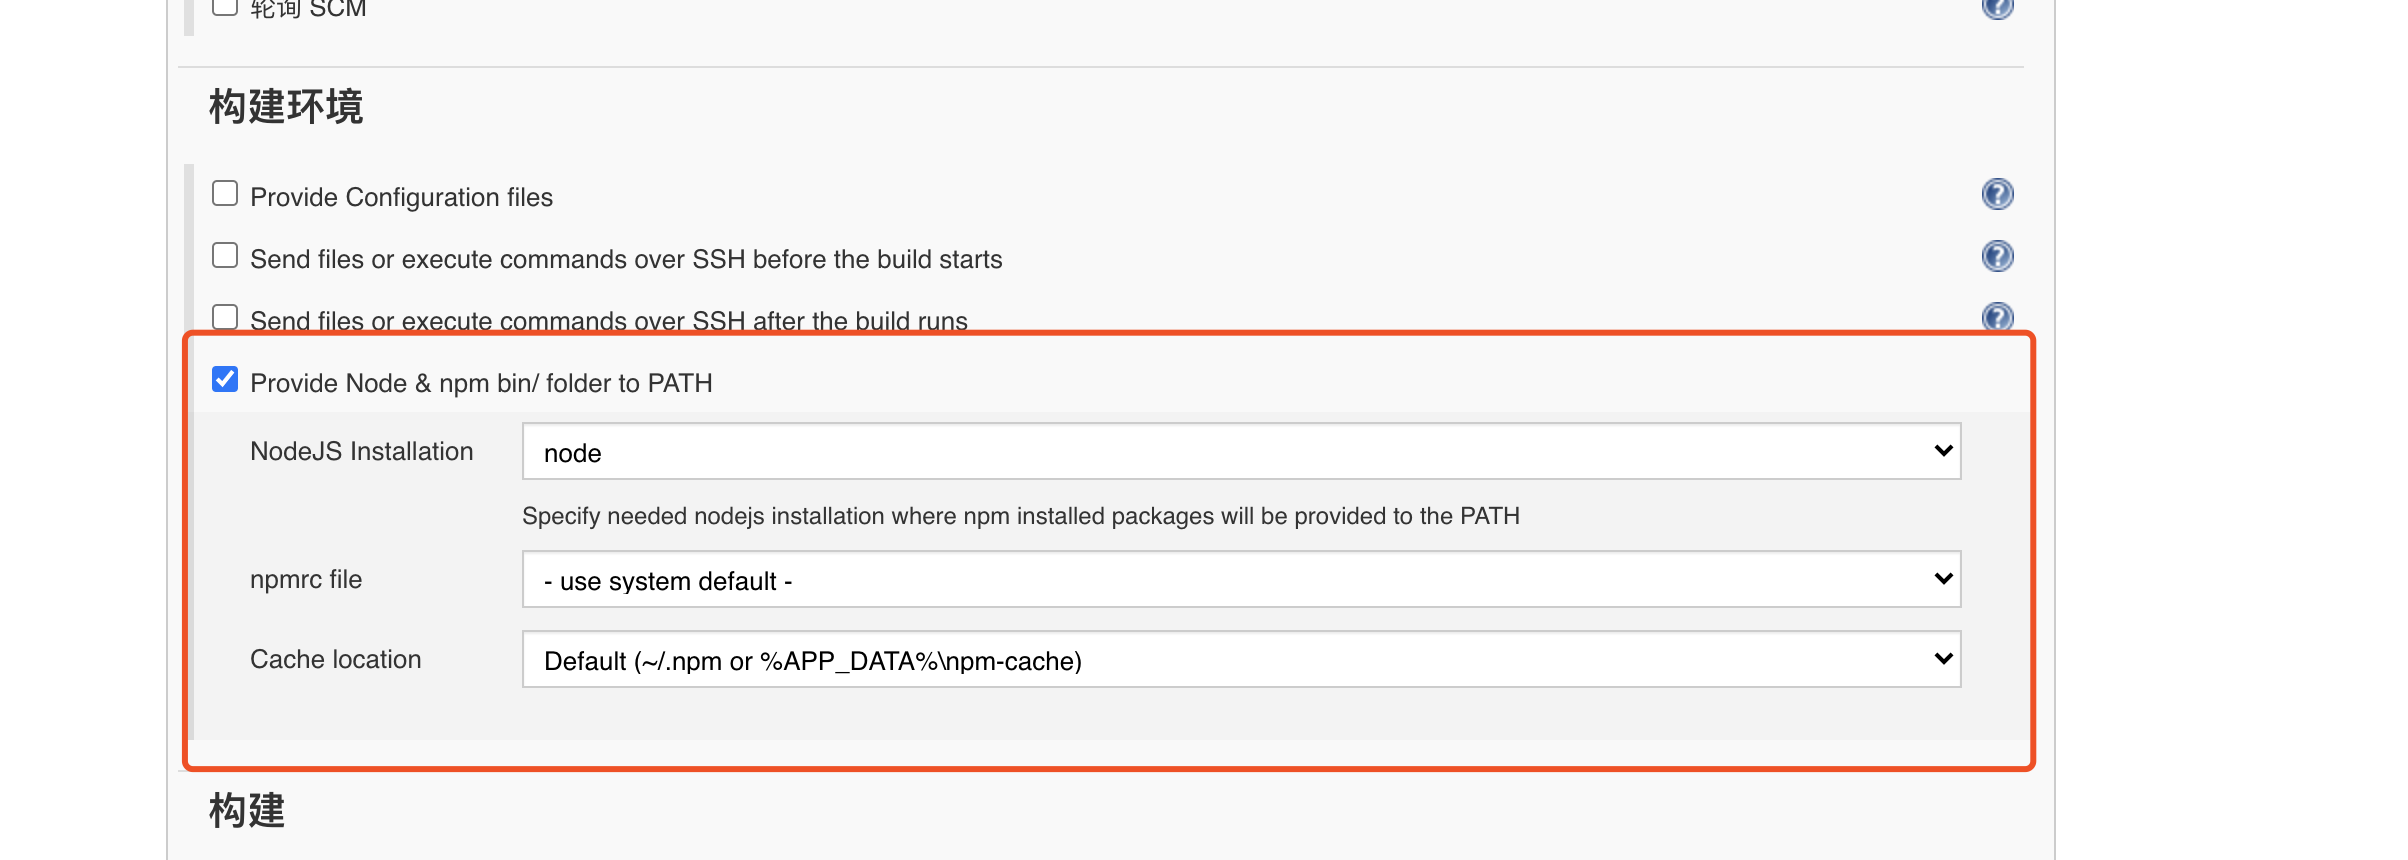 轮询 SCM
构建环境
Provide Configuration files
Send files or execute commands over SSH before the build starts
Send files or execute commands over SSH after the build runs
Provide Node & npm bin/ folder to PATH
NodeJS Installation
node
Specify needed nodejs installation where npm installed packages will be provided to the PATH
npmrc file
- use system default -
Cache location
Default (~/.npm or %APP_DATA%\npm-cache)
构建